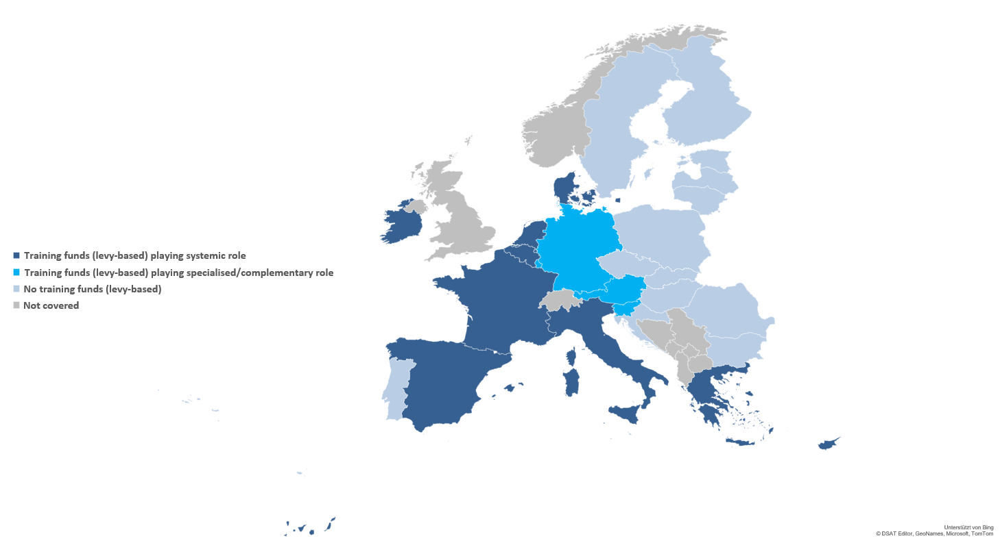 Training funds (levy-based) playing systemic role
Training funds (levy-based) playing specialised/complementary role
No training funds (levy-based)
Not covered
Unterstützt von Bing
© DSAT Editor, GeoNames, Microsoft, TomTom